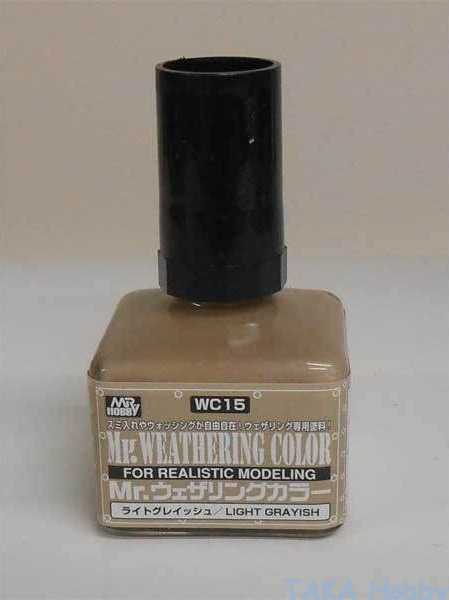 MR HOBBY
WC15
スミ入れやウォッシングが自由自在！ウェザリング専用塗料！
Mr. WEATHERING COLOR
FOR REALISTIC MODELING
Mr.ウェザリングカラー
ライトグレイッシュ／LIGHT GRAYISH
TAKA Hobby